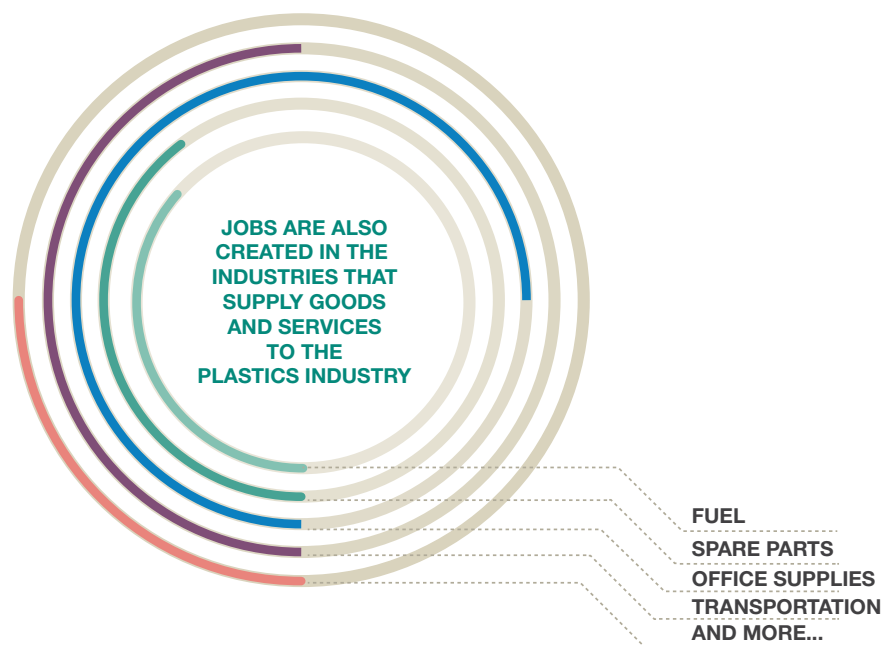 JOBS ARE ALSO
CREATED IN THE
INDUSTRIES THAT
SUPPLY GOODS
AND SERVICES
TO THE
PLASTICS INDUSTRY
FUEL
SPARE PARTS
OFFICE SUPPLIES
TRANSPORTATION
AND MORE...